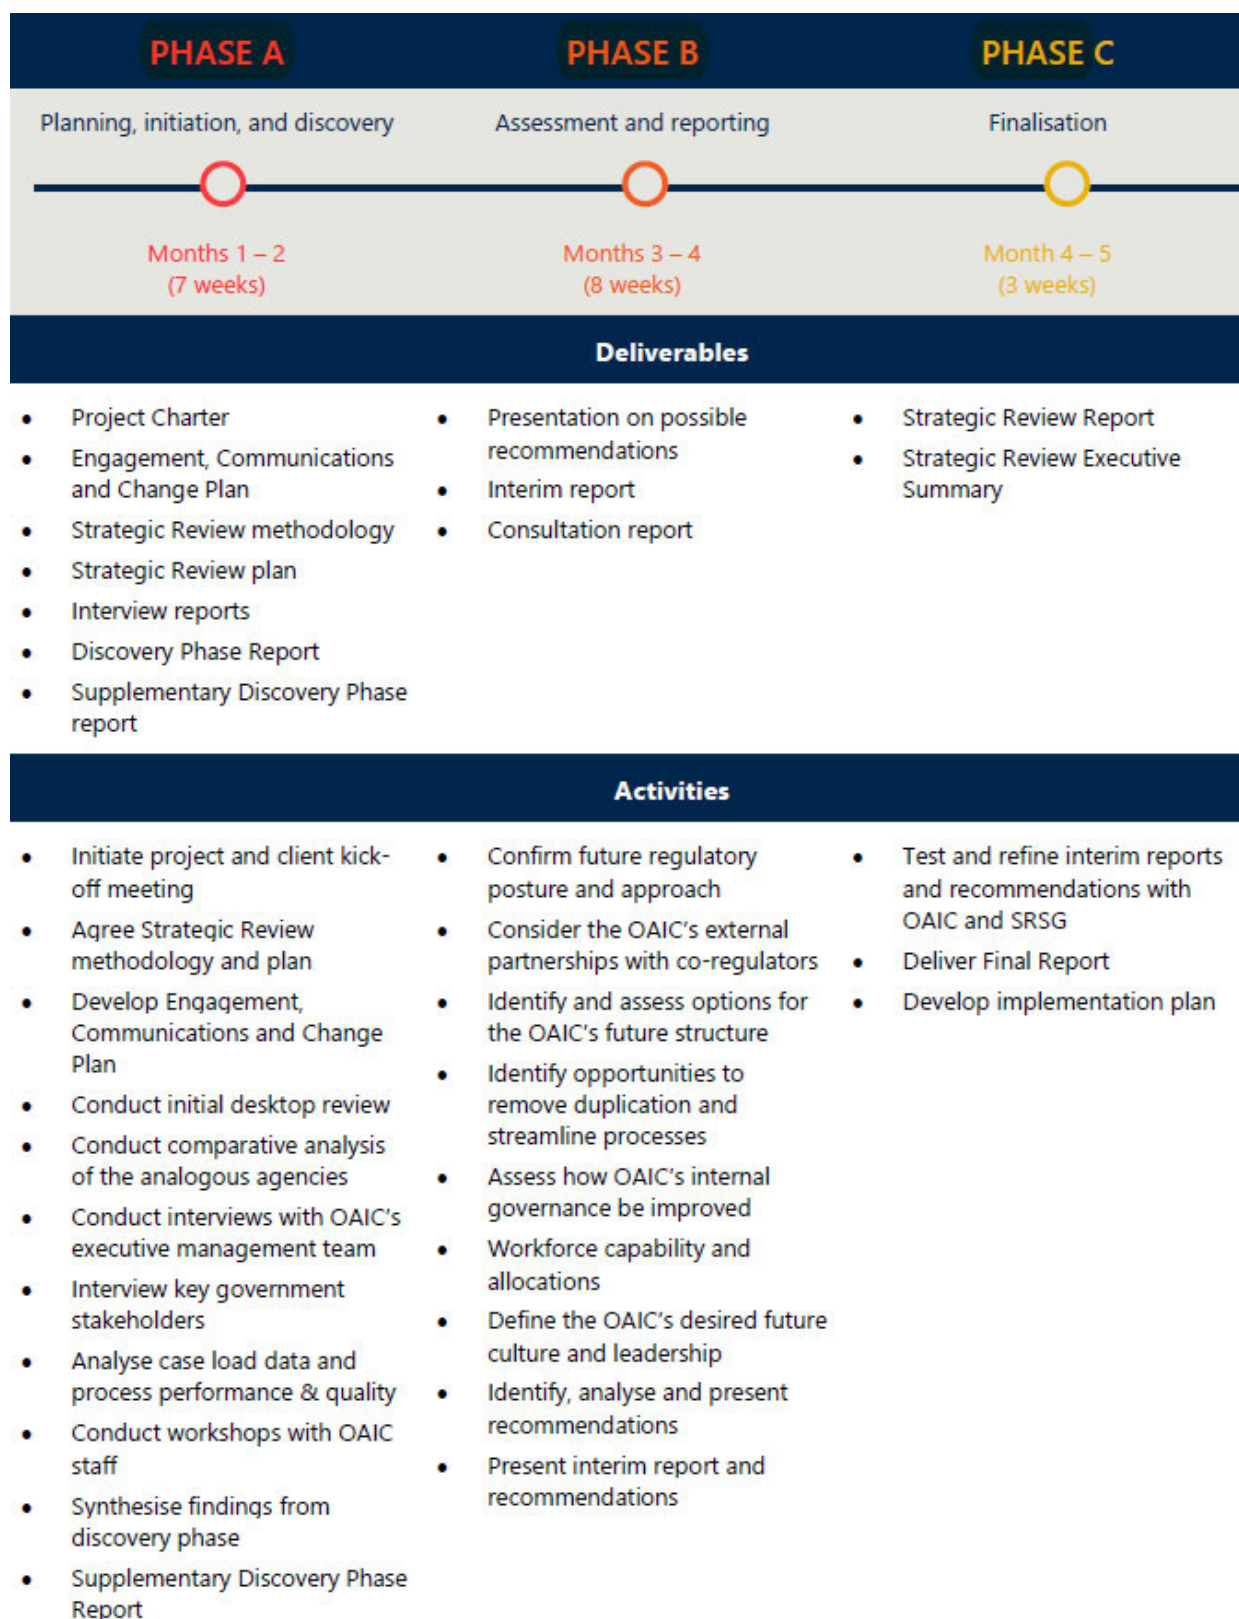 PHASE A
PHASE B
PHASE C
Planning, initiation, and discovery
Assessment and reporting
Finalisation
Months 1 – 2
(7 weeks)
Months 3 – 4
(8 weeks)
Month 4 – 5
(3 weeks)
Deliverables
• Project Charter
• Engagement, Communications
and Change Plan
• Strategic Review methodology
• Strategic Review plan
• Interview reports
• Discovery Phase Report
• Supplementary Discovery Phase
report
• Presentation on possible
recommendations
• Interim report
• Consultation report
• Strategic Review Report
• Strategic Review Executive
Summary
Activities
• Initiate project and client kick-
off meeting
• Agree Strategic Review
methodology and plan
• Develop Engagement,
Communications and Change
Plan
• Conduct initial desktop review
• Conduct comparative analysis
of the analogous agencies
• Conduct interviews with OAIC's
executive management team
• Interview key government
stakeholders
• Analyse case load data and
process performance & quality
• Conduct workshops with OAIC
staff
• Synthesise findings from
discovery phase
• Supplementary Discovery Phase
Report
• Confirm future regulatory
posture and approach
• Consider the OAIC's external
partnerships with co-regulators
• Identify and assess options for
the OAIC's future structure
• Identify opportunities to
remove duplication and
streamline processes
• Assess how OAIC's internal
governance be improved
• Workforce capability and
allocations
• Define the OAIC's desired future
culture and leadership
• Identify, analyse and present
recommendations
• Present interim report and
recommendations
• Test and refine interim reports
and recommendations with
OAIC and SRSG
• Deliver Final Report
• Develop implementation plan